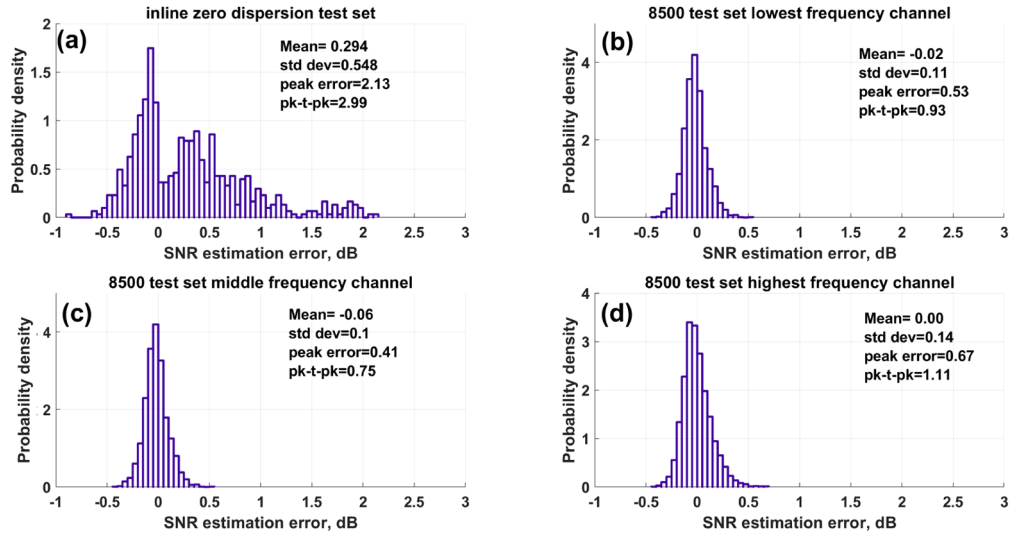 inline zero dispersion test set
(a)
Mean= 0.294
std dev=0.548
peak error=2.13
pk-t-pk=2.99
Probability density
2
1.5
1
0.5
0
-1 -0.5 0 0.5 1 1.5 2 2.5 3
SNR estimation error, dB
8500 test set lowest frequency channel
(b)
Mean= -0.02
std dev=0.11
peak error=0.53
pk-t-pk=0.93
Probability density
4
2
0
-1 -0.5 0 0.5 1 1.5 2 2.5 3
SNR estimation error, dB
8500 test set middle frequency channel
(c)
Mean= -0.06
std dev=0.1
peak error=0.41
pk-t-pk=0.75
Probability density
4
2
0
-1 -0.5 0 0.5 1 1.5 2 2.5 3
SNR estimation error, dB
8500 test set highest frequency channel
(d)
Mean= 0.00
std dev=0.14
peak error=0.67
pk-t-pk=1.11
Probability density
4
3
2
1
0
-1 -0.5 0 0.5 1 1.5 2 2.5 3
SNR estimation error, dB